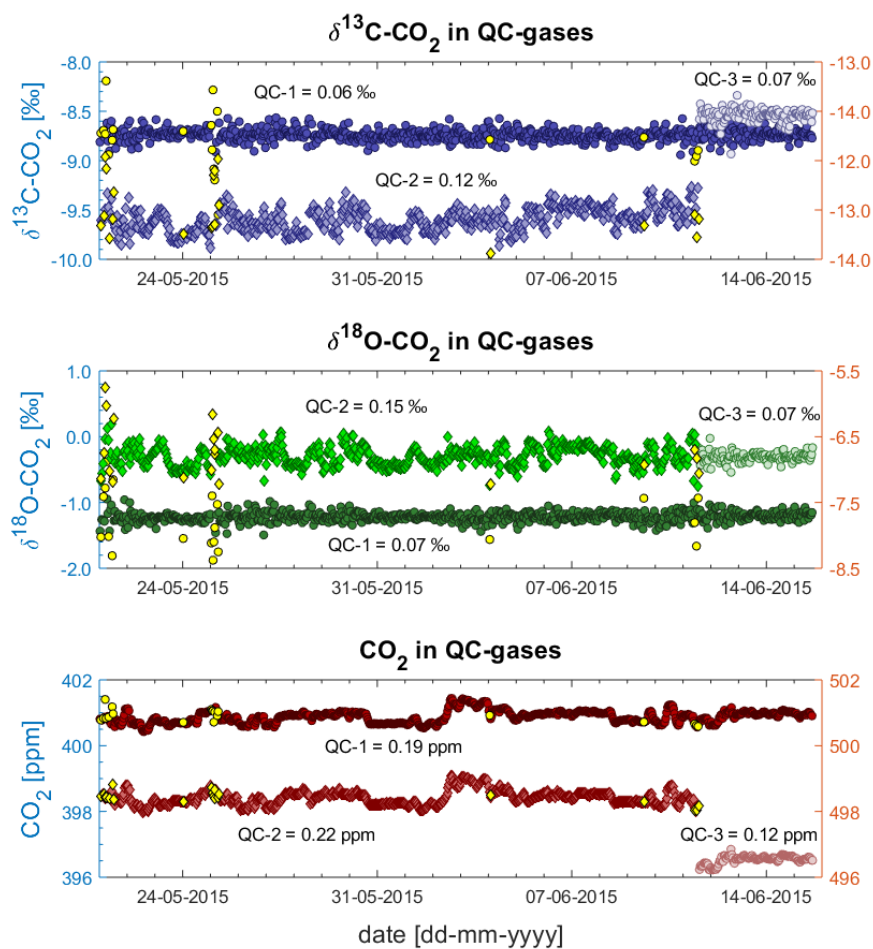 δ¹³C-CO₂ in QC-gases
-8.0 -13.0
QC-3 = 0.07 ‰
QC-1 = 0.06 ‰
-8.5 -14.0
-9.0 -12.0
QC-2 = 0.12 ‰
-9.5 -13.0
-10.0 -14.0
δ¹³C-CO₂ [‰]
24-05-2015 31-05-2015 07-06-2015 14-06-2015
δ¹⁸O-CO₂ in QC-gases
1.0 -5.5
QC-2 = 0.15 ‰
QC-3 = 0.07 ‰
0.0 -6.5
-1.0 -7.5
QC-1 = 0.07 ‰
-2.0 -8.5
δ¹⁸O-CO₂ [‰]
24-05-2015 31-05-2015 07-06-2015 14-06-2015
CO₂ in QC-gases
402 502
400 500
QC-1 = 0.19 ppm
398 498
QC-2 = 0.22 ppm QC-3 = 0.12 ppm
396 496
CO₂ [ppm]
24-05-2015 31-05-2015 07-06-2015 14-06-2015
date [dd-mm-yyyy]